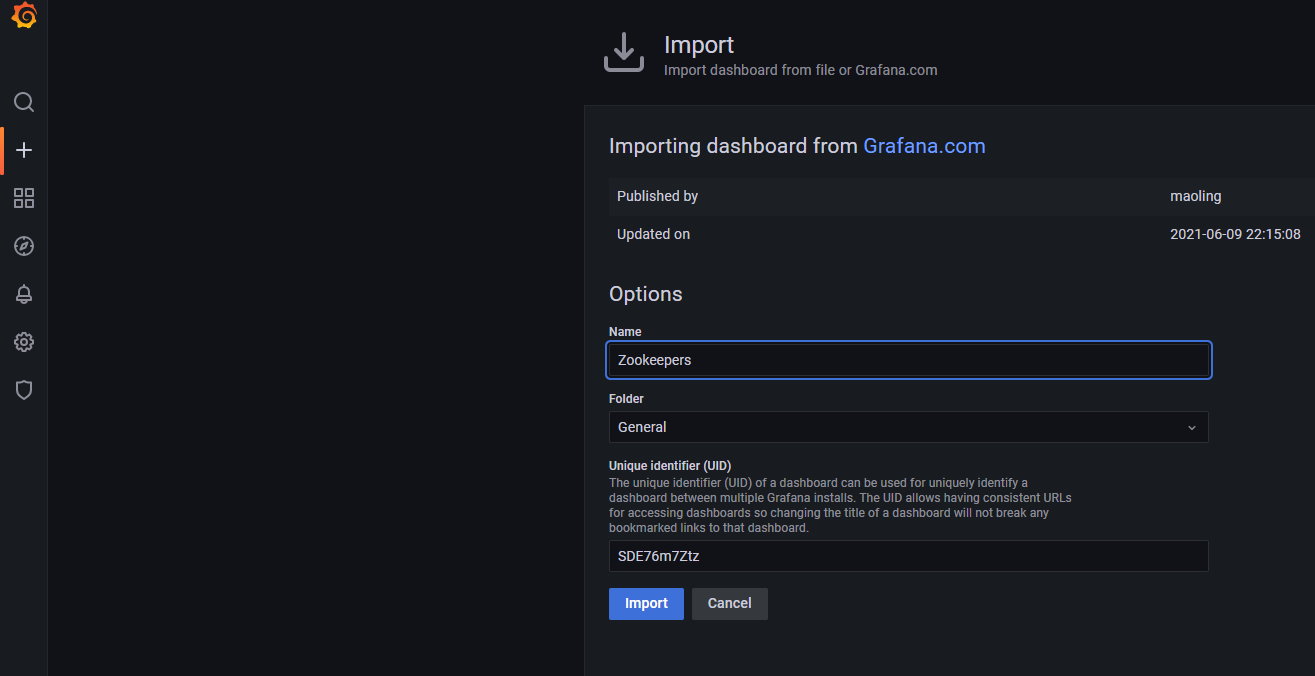 Import
Import dashboard from file or Grafana.com
Importing dashboard from Grafana.com
Published by maoling
Updated on 2021-06-09 22:15:08
Options
Name
Zookeepers
Folder
General
Unique identifier (UID)
The unique identifier (UID) of a dashboard can be used for uniquely identify a
dashboard between multiple Grafana installs. The UID allows having consistent URLs
for accessing dashboards so changing the title of a dashboard will not break any
bookmarked links to that dashboard.
SDE76m7Ztz
Import Cancel